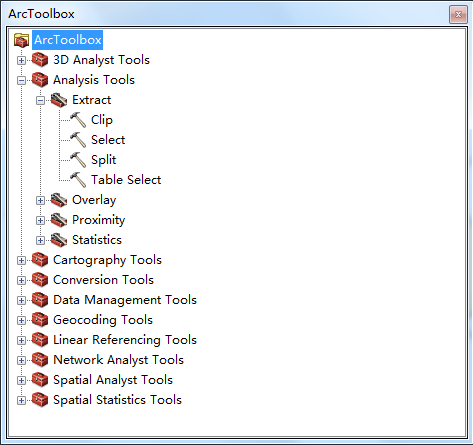 ArcToolbox
ArcToolbox
3D Analyst Tools
Analysis Tools
Extract
Clip
Select
Split
Table Select
Overlay
Proximity
Statistics
Cartography Tools
Conversion Tools
Data Management Tools
Geocoding Tools
Linear Referencing Tools
Network Analyst Tools
Spatial Analyst Tools
Spatial Statistics Tools